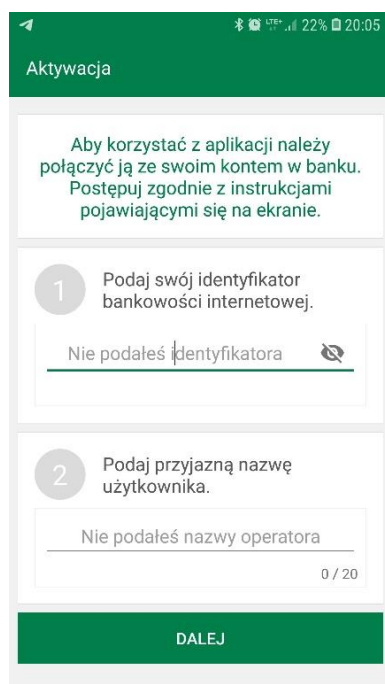 LTE+ 22% 20:05
Aktywacja
Aby korzystać z aplikacji należy
połączyć ją ze swoim kontem w banku.
Postępuj zgodnie z instrukcjami
pojawiającymi się na ekranie.
1
Podaj swój identyfikator
bankowości internetowej.
Nie podałeś identyfikatora
2
Podaj przyjazną nazwę
użytkownika.
Nie podałeś nazwy operatora
0 / 20
DALEJ